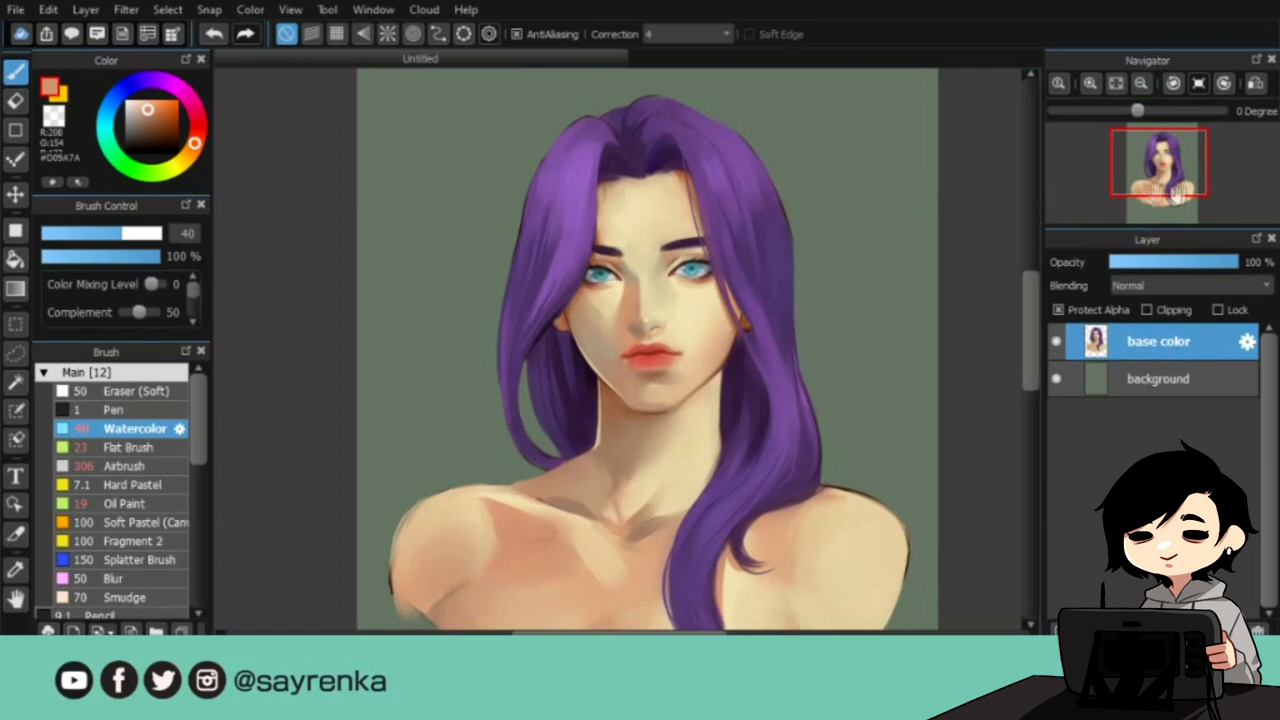 File Edit Layer Filter Select Snap Color View Tool Window Cloud Help
AntiAliasing Correction 4 Soft Edge
Color
Untitled
Navigator
R:208
G:154
#D09A7A
0 Degree
Brush Control
40
100 %
Color Mixing Level 0
Complement 50
Layer
Opacity 100 %
Blending Normal
Protect Alpha Clipping Lock
base color
background
Brush
Main [12]
50 Eraser (Soft)
1 Pen
40 Watercolor
23 Flat Brush
306 Airbrush
7.1 Hard Pastel
19 Oil Paint
100 Soft Pastel (Can
100 Fragment 2
150 Splatter Brush
50 Blur
70 Smudge
9.1 Pencil
T
@sayrenka